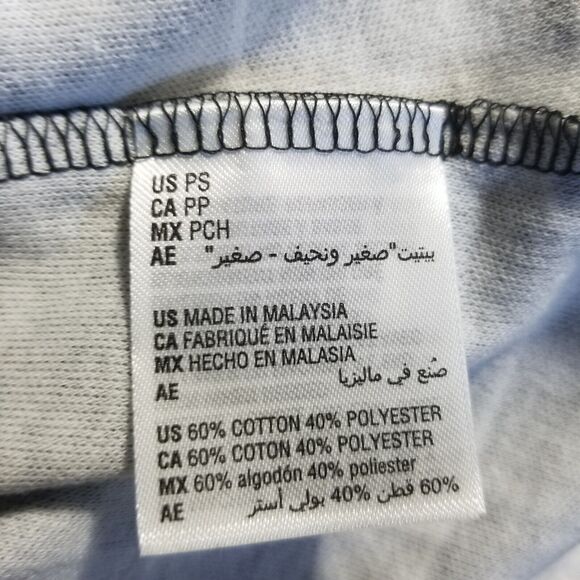 US PS
CA PP
MX PCH
AE بيتيت"صغير ونحيف - صغير"
US MADE IN MALAYSIA
CA FABRIQUÉ EN MALAISIE
MX HECHO EN MALASIA
AE صُنع في ماليزيا
US 60% COTTON 40% POLYESTER
CA 60% COTON 40% POLYESTER
MX 60% algodón 40% poliester
AE 60% قطن 40% بولي أستر